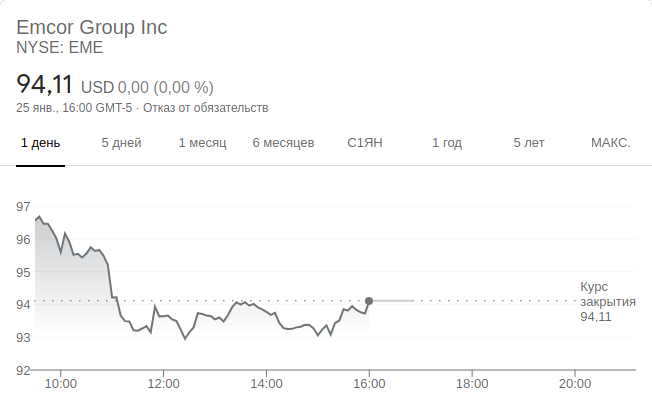 Emcor Group Inc
NYSE: EME
94,11 USD 0,00 (0,00 %)
25 янв., 16:00 GMT-5 · Отказ от обязательств
1 день 5 дней 1 месяц 6 месяцев С1ЯН 1 год 5 лет МАКС.
97
96
95
94
93
92
Курс
закрытия
94,11
10:00 12:00 14:00 16:00 18:00 20:00